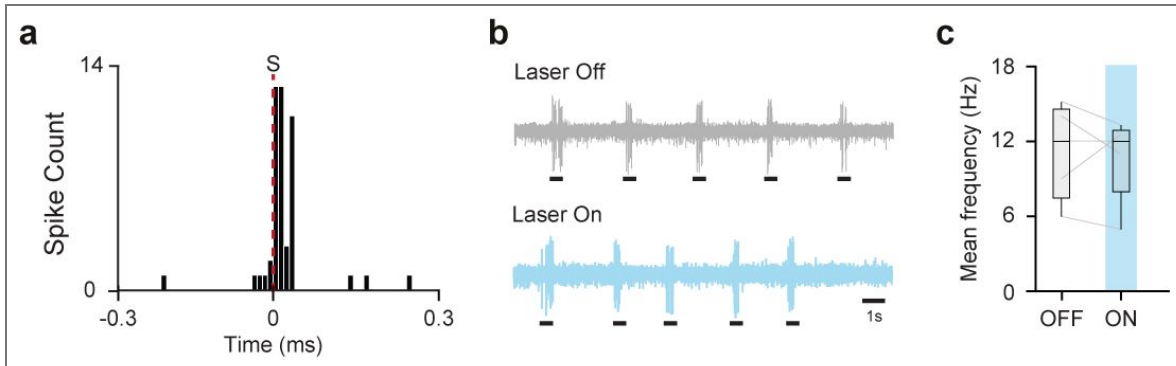 a
S
14
Spike Count
0
-0.3
0
0.3
Time (ms)
b
Laser Off
Laser On
1s
c
18
12
6
0
Mean frequency (Hz)
OFF
ON